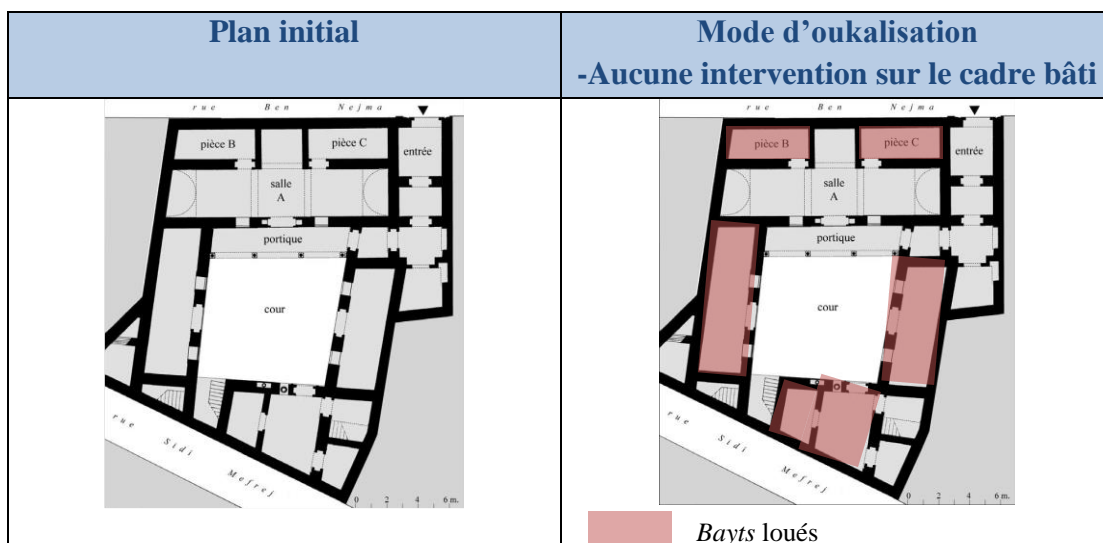 Plan initial
Mode d’oukalisation
-Aucune intervention sur le cadre bâti
rue Ben Nejma
pièce B
pièce C
entrée
salle
A
portique
cour
rue Sidi Mefrej
0 2 4 6 m.
rue Ben Nejma
pièce B
pièce C
entrée
salle
A
portique
cour
rue Sidi Mefrej
0 2 4 6 m.
Bayts loués